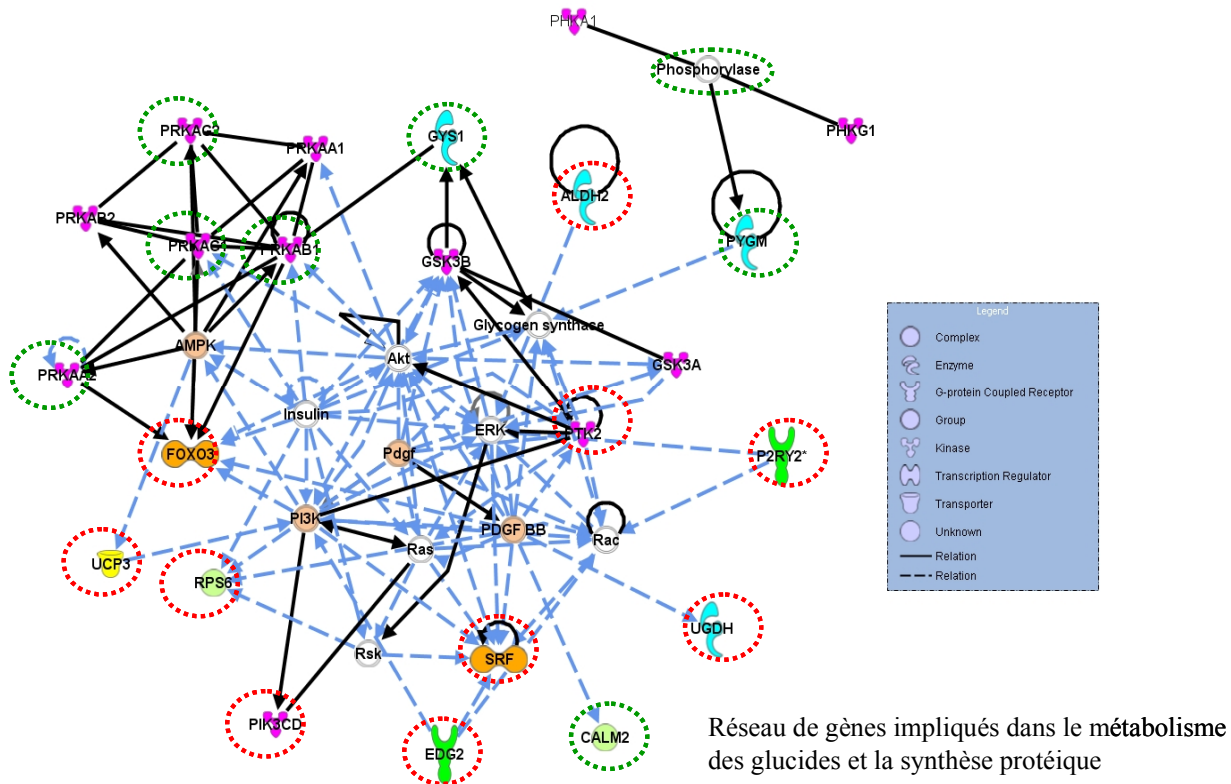 PHKA1
Phosphorylase
PRKAG2
GYS1
PHKG1
PRKAA1
ALDH2
PRKAB2
PRKAG1
PRKAB1
PYGM
GSK3B
Glycogen synthase
AMPK
Akt
GSK3A
PRKAA2
Insulin
ERK
PTK2
FOXO3
Pdgf
P2RY2*
PI3K
PDGF BB
Rac
Ras
UCP3
RPS6
UGDH
Rsk
SRF
PIK3CD
EDG2
CALM2
Legend
Complex
Enzyme
G-protein Coupled Receptor
Group
Kinase
Transcription Regulator
Transporter
Unknown
Relation
Relation
Réseau de gènes impliqués dans le métabolisme
des glucides et la synthèse protéique